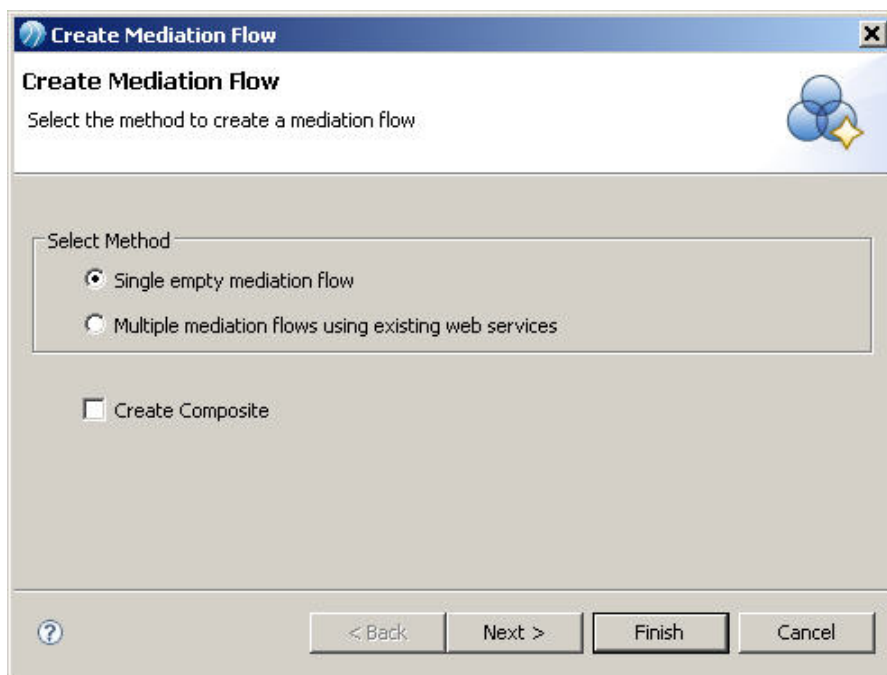 Create Mediation Flow
Create Mediation Flow
Select the method to create a mediation flow
Select Method
Single empty mediation flow
Multiple mediation flows using existing web services
Create Composite
< Back
Next >
Finish
Cancel